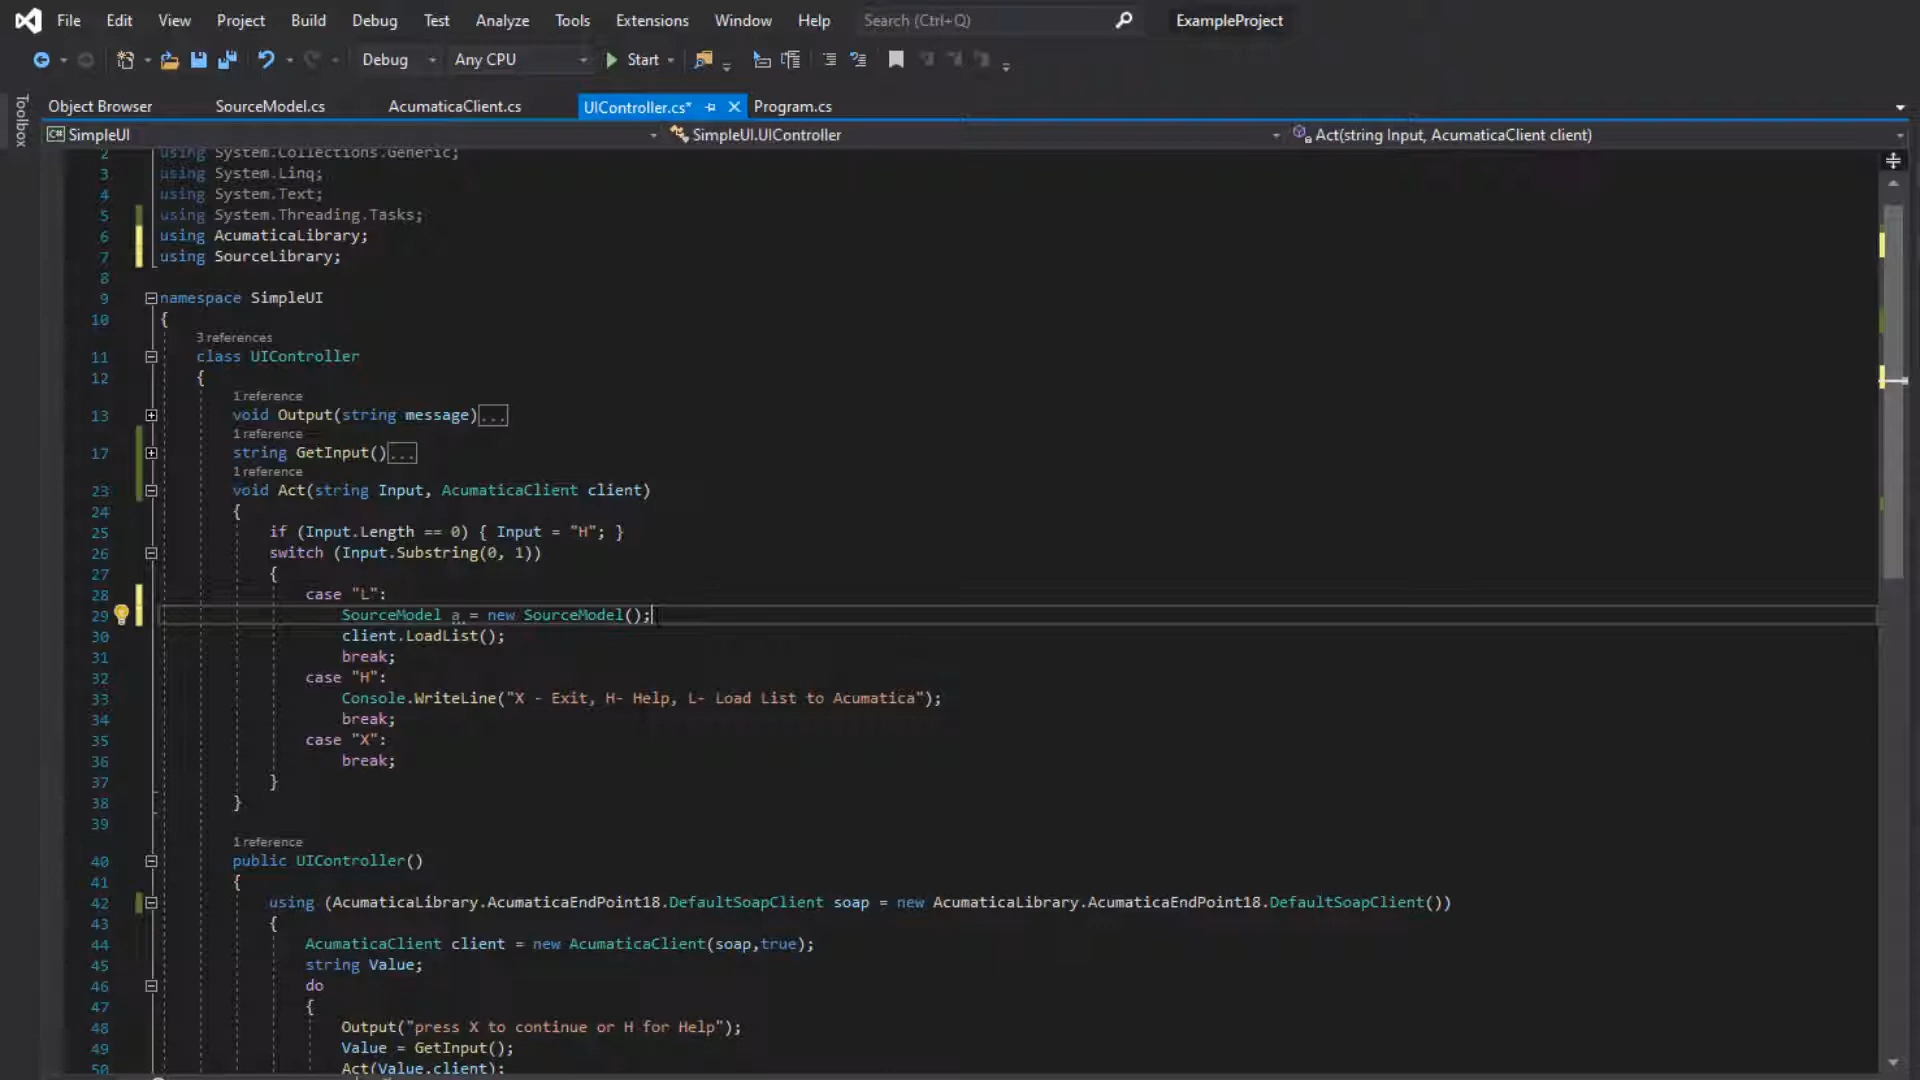 File Edit View Project Build Debug Test Analyze Tools Extensions Window Help Search (Ctrl+Q) ExampleProject
Debug Any CPU Start
Toolbox
Object Browser SourceModel.cs AcumaticaClient.cs UIController.cs* Program.cs
C# SimpleUI SimpleUI.UIController Act(string Input, AcumaticaClient client)
2 using System.Collections.Generic;
3 using System.Linq;
4 using System.Text;
5 using System.Threading.Tasks;
6 using AcumaticaLibrary;
7 using SourceLibrary;
8
9 namespace SimpleUI
10 {
3 references
11 class UIController
12 {
1 reference
13 void Output(string message)...
1 reference
17 string GetInput()...
1 reference
23 void Act(string Input, AcumaticaClient client)
24 {
25 if (Input.Length == 0) { Input = "H"; }
26 switch (Input.Substring(0, 1))
27 {
28 case "L":
29 SourceModel a = new SourceModel();
30 client.LoadList();
31 break;
32 case "H":
33 Console.WriteLine("X - Exit, H- Help, L- Load List to Acumatica");
34 break;
35 case "X":
36 break;
37 }
38 }
39
1 reference
40 public UIController()
41 {
42 using (AcumaticaLibrary.AcumaticaEndPoint18.DefaultSoapClient soap = new AcumaticaLibrary.AcumaticaEndPoint18.DefaultSoapClient())
43 {
44 AcumaticaClient client = new AcumaticaClient(soap,true);
45 string Value;
46 do
47 {
48 Output("press X to continue or H for Help");
49 Value = GetInput();
50 Act(Value,client);